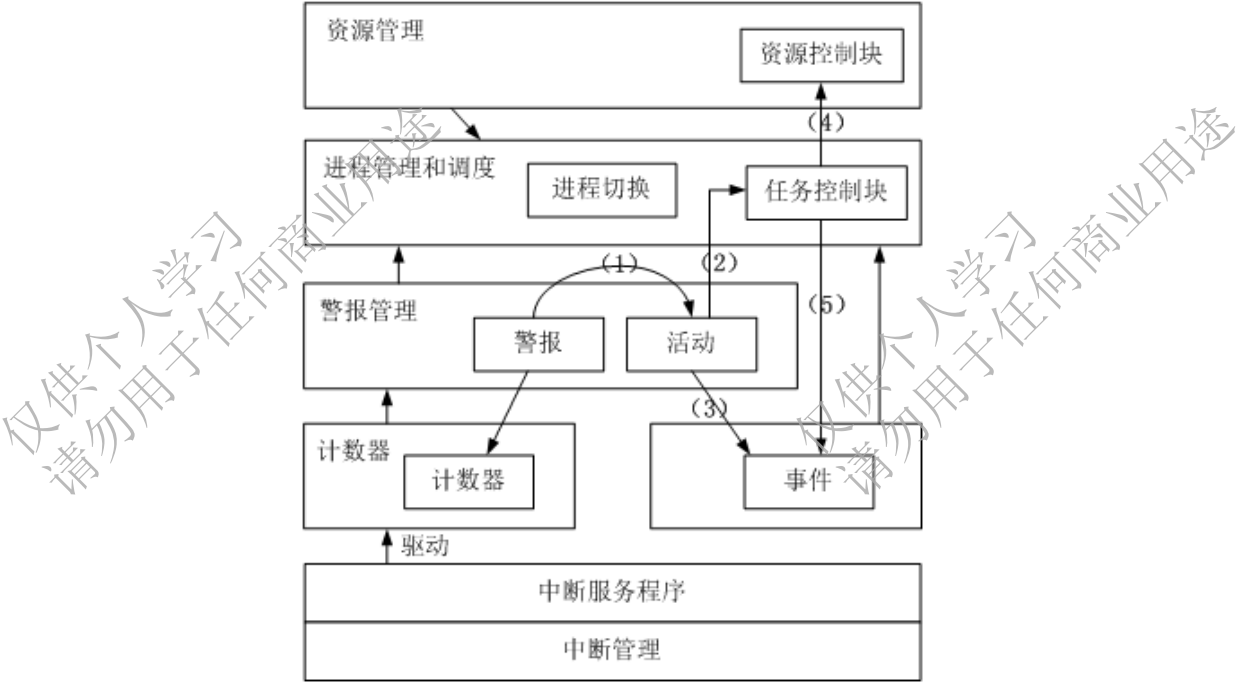 资源管理
资源控制块
（4）
进程管理和调度
进程切换
任务控制块
（1）
（2）
（5）
警报管理
警报
活动
（3）
计数器
计数器
事件
驱动
中断服务程序
中断管理
仅供个人学习
请勿用于任何商业用途
仅供个人学习
请勿用于任何商业用途